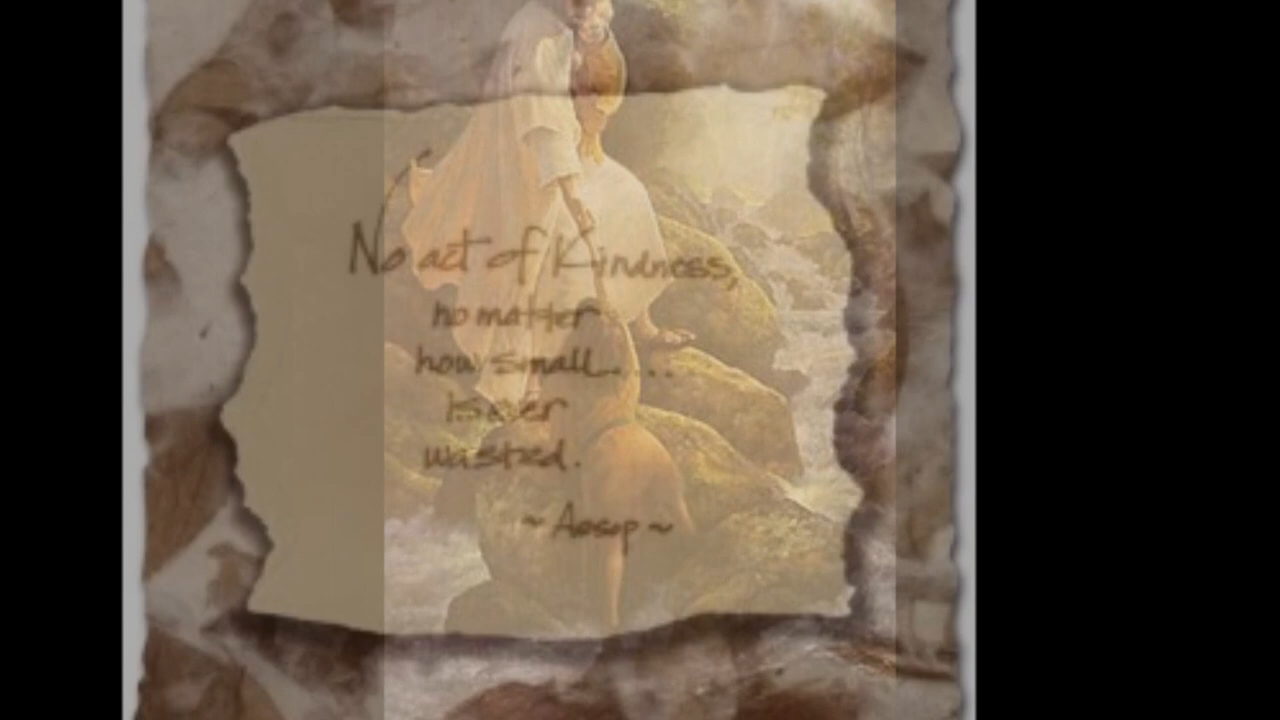 No act of Kindness,
no matter
how small....
Is ever
wasted.
~ Aesop ~